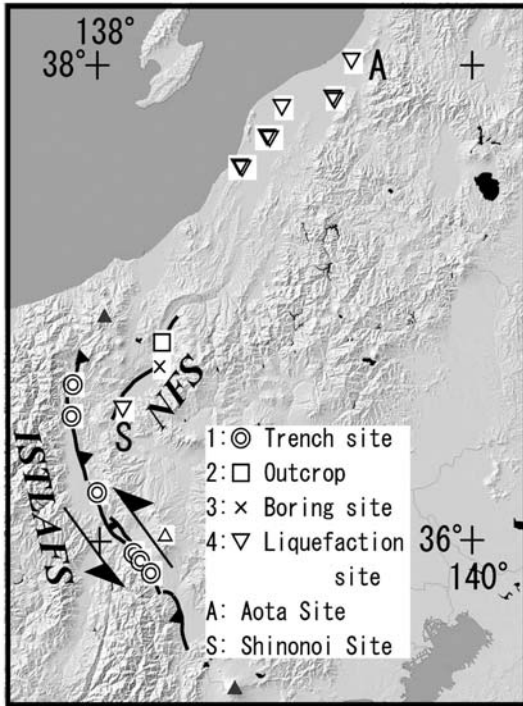 138°
38°
A
NFS
S
ISTLAFS
1: ◎ Trench site
2: □ Outcrop
3: × Boring site
4: ▽ Liquefaction
site
A: Aota Site
S: Shinonoi Site
36°
140°